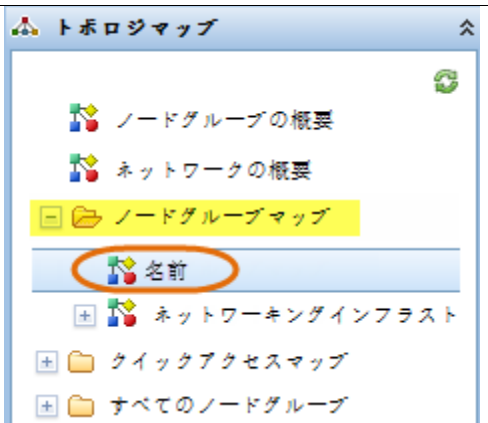 トポロジマップ
ノードグループの概要
ネットワークの概要
ノードグループマップ
名前
ネットワーキングインフラスト
クイックアクセスマップ
すべてのノードグループ